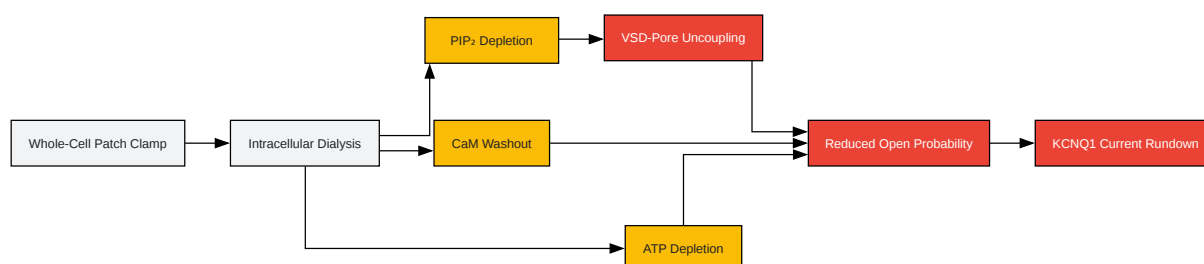 PIP₂ Depletion
VSD-Pore Uncoupling
Whole-Cell Patch Clamp
Intracellular Dialysis
CaM Washout
Reduced Open Probability
KCNQ1 Current Rundown
ATP Depletion